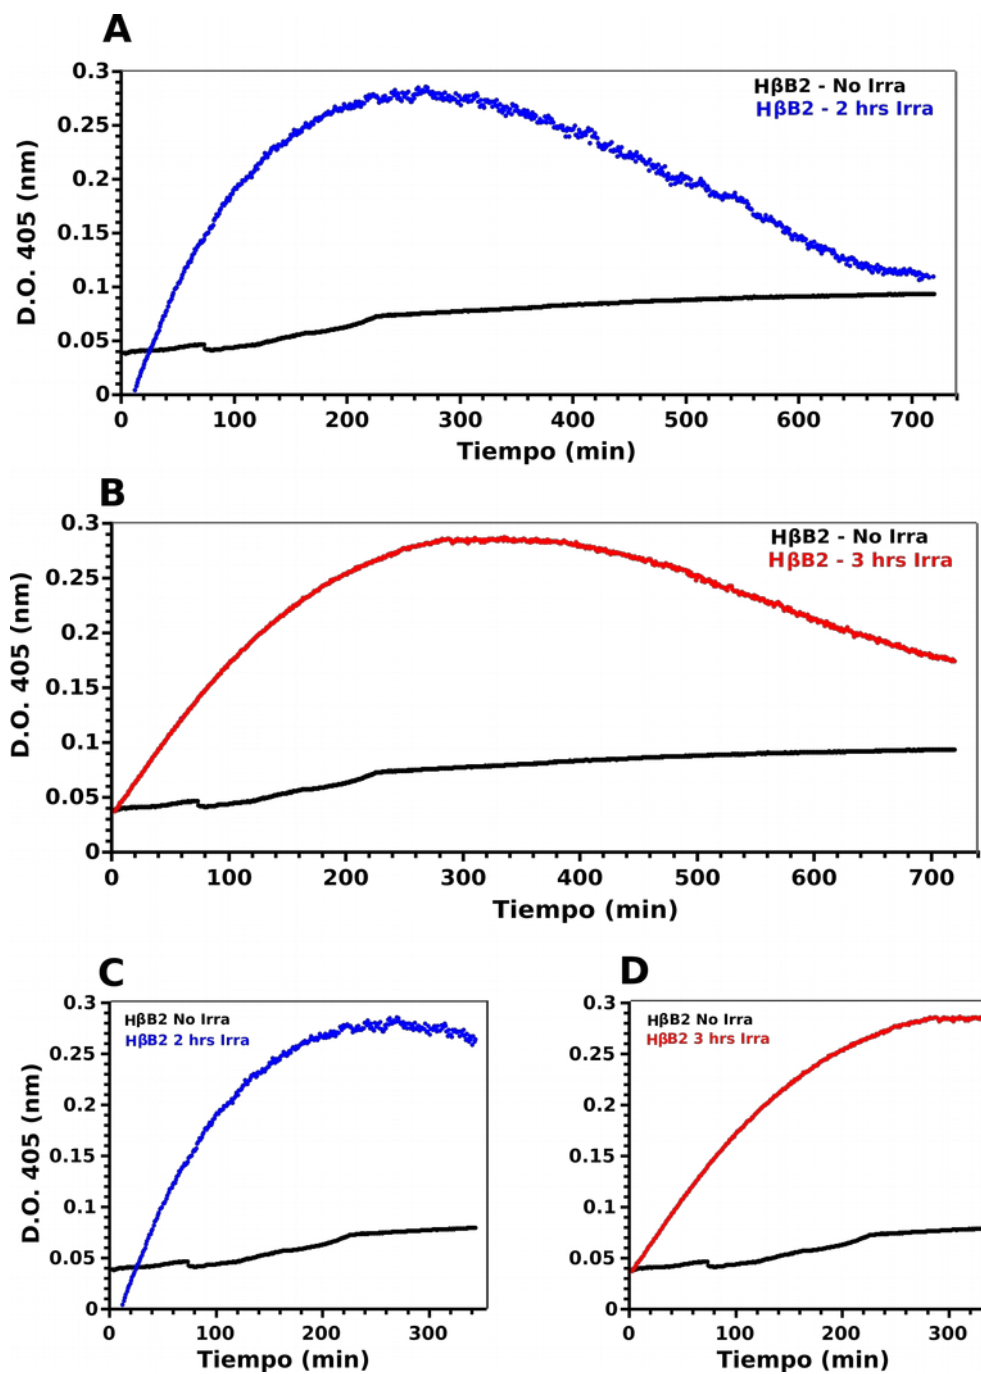 A
0.3
0.25
0.2
0.15
0.1
0.05
0
D.O. 405 (nm)
HβB2 - No Irra
HβB2 - 2 hrs Irra
0 100 200 300 400 500 600 700
Tiempo (min)
B
0.3
0.25
0.2
0.15
0.1
0.05
0
D.O. 405 (nm)
HβB2 - No Irra
HβB2 - 3 hrs Irra
0 100 200 300 400 500 600 700
Tiempo (min)
C
0.3
0.25
0.2
0.15
0.1
0.05
0
D.O. 405 (nm)
HβB2 No Irra
HβB2 2 hrs Irra
0 100 200 300
Tiempo (min)
D
0.3
0.25
0.2
0.15
0.1
0.05
0
HβB2 No Irra
HβB2 3 hrs Irra
0 100 200 300
Tiempo (min)